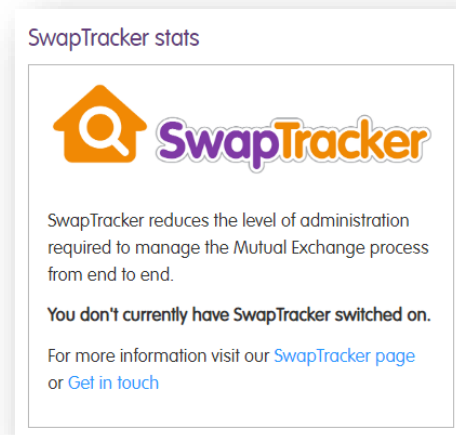 SwapTracker stats
SwapTracker
SwapTracker reduces the level of administration
required to manage the Mutual Exchange process
from end to end.
You don't currently have SwapTracker switched on.
For more information visit our SwapTracker page
or Get in touch